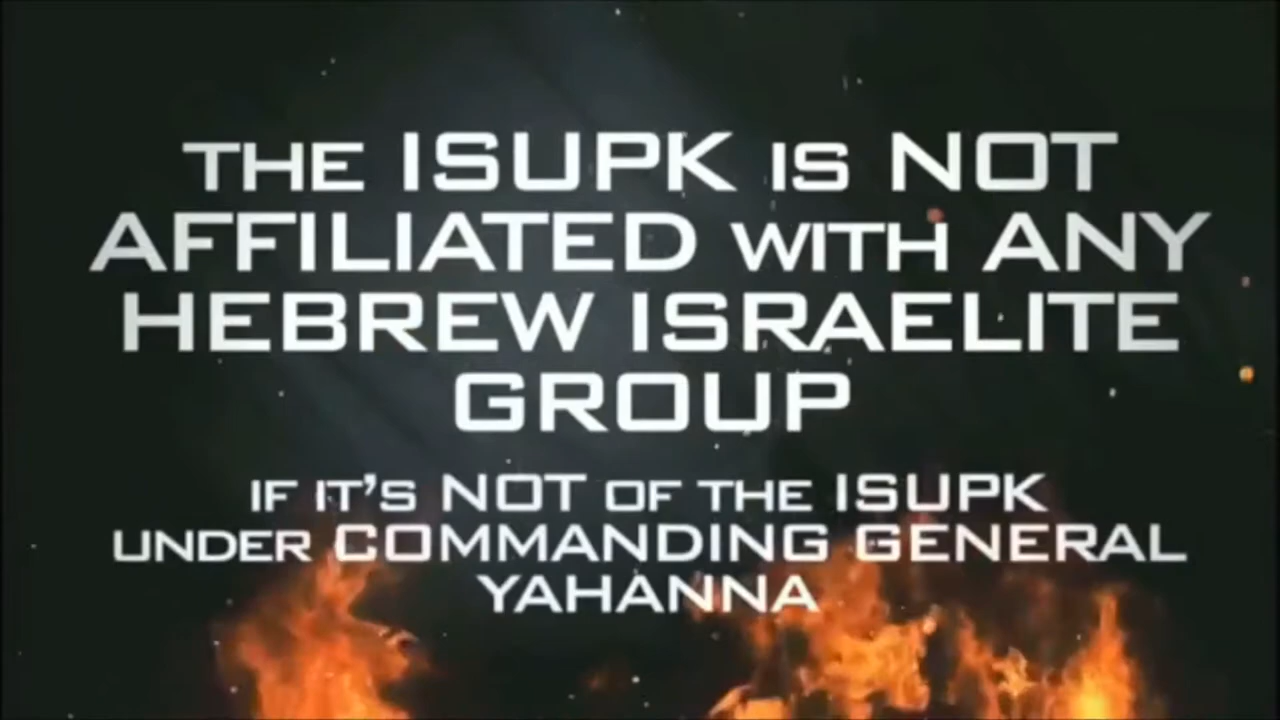 THE ISUPK IS NOT
AFFILIATED WITH ANY
HEBREW ISRAELITE
GROUP
IF IT'S NOT OF THE ISUPK
UNDER COMMANDING GENERAL
YAHANNA